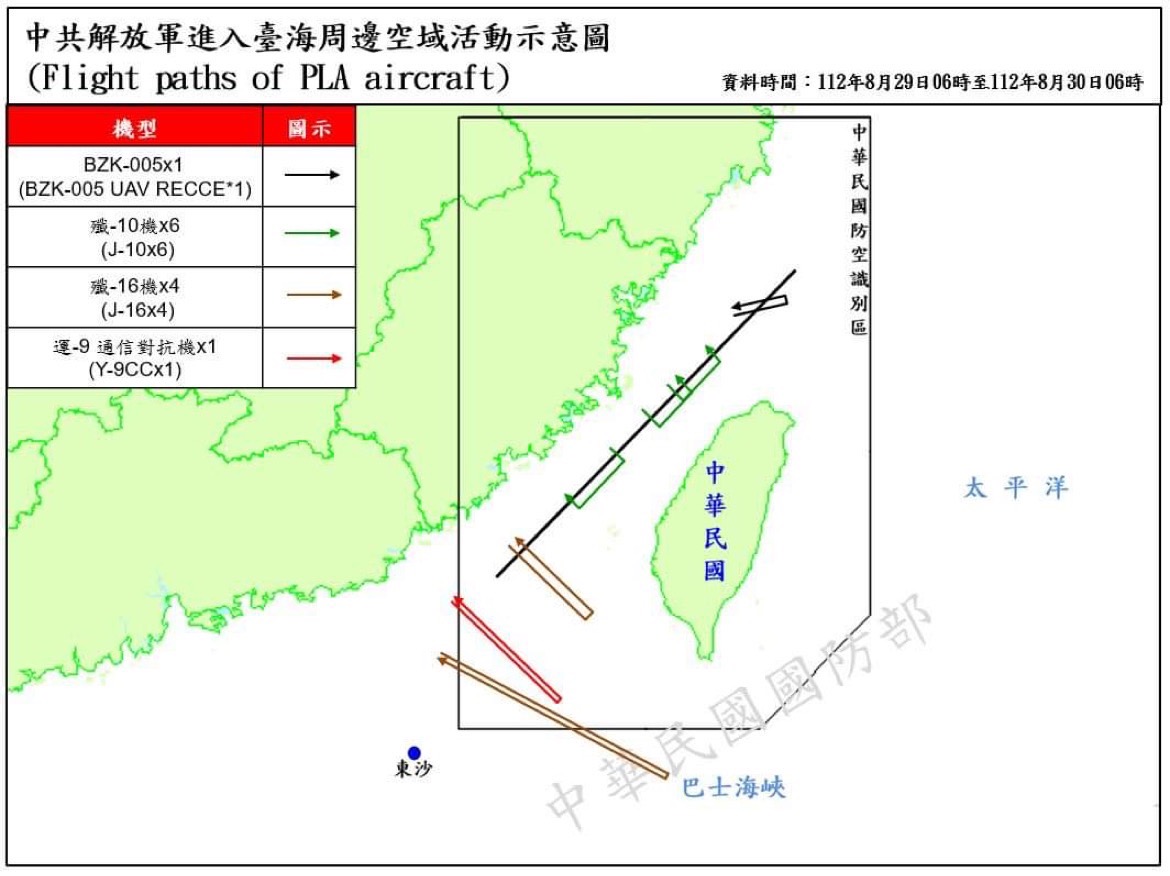 中共解放軍進入臺海周邊空域活動示意圖
(Flight paths of PLA aircraft)
資料時間：112年8月29日06時至112年8月30日06時
機型
圖示
BZK-005x1
(BZK-005 UAV RECCE*1)
殲-10機x6
(J-10x6)
殲-16機x4
(J-16x4)
運-9 通信對抗機x1
(Y-9CCx1)
中華民國防空識別區
中華民國
太平洋
東沙
巴士海峽
中華民國國防部